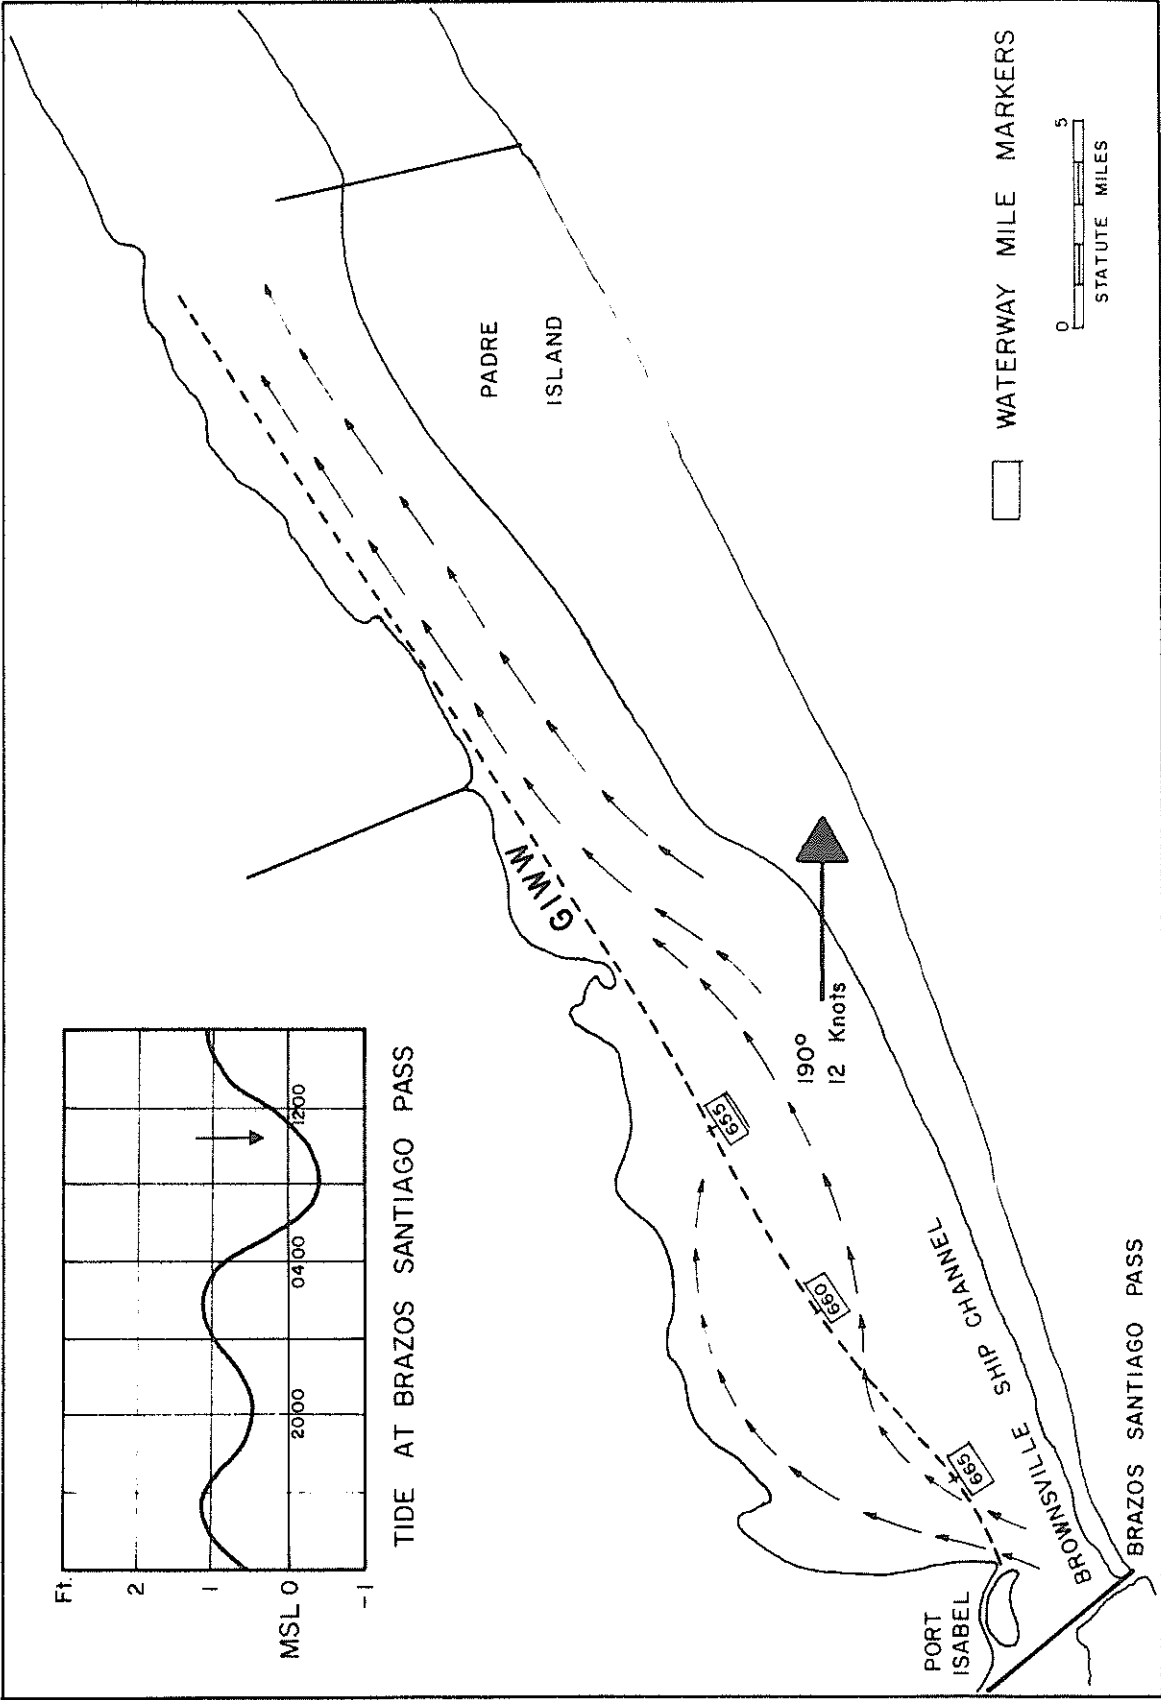 Ft.
2
1
MSL 0
-1
2000
0400
1200
TIDE AT BRAZOS SANTIAGO PASS
GIWW
PADRE
ISLAND
190°
12 Knots
655
660
665
PORT
ISABEL
BROWNSVILLE SHIP CHANNEL
BRAZOS SANTIAGO PASS
WATERWAY MILE MARKERS
0
5
STATUTE MILES